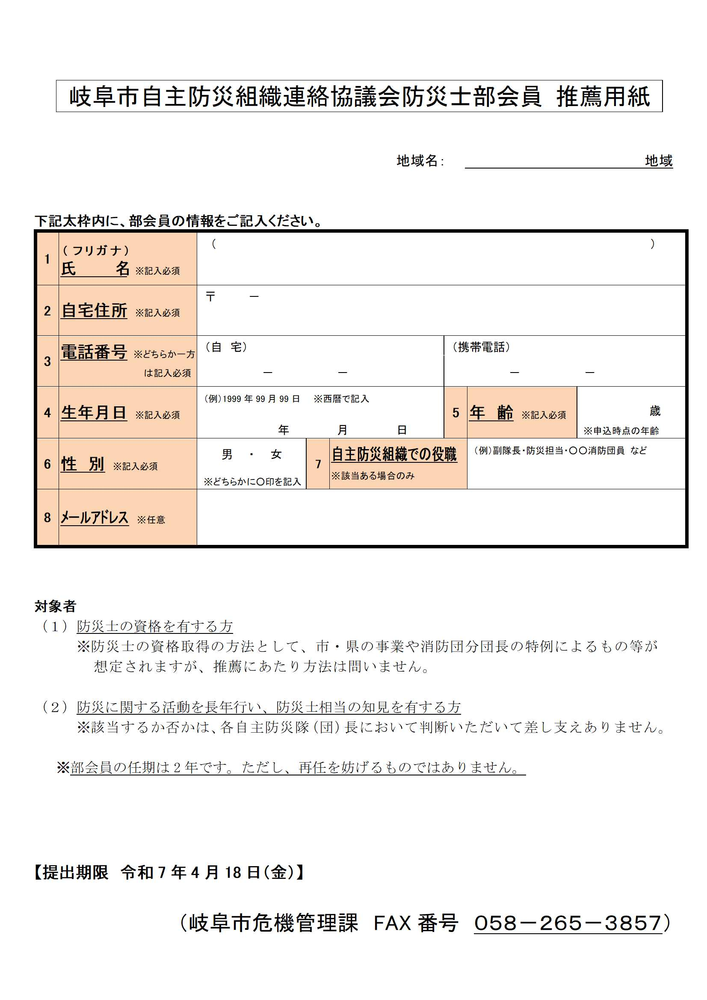 岐阜市自主防災組織連絡協議会防災士部会員 推薦用紙
地域名： 地域
下記太枠内に、部会員の情報をご記入ください。
1 （フリガナ） （ ）
氏 名 ※記入必須
2 自宅住所 ※記入必須 〒 －
3 電話番号 ※どちらか一方は記入必須 （自 宅） － － （携帯電話） － －
4 生年月日 ※記入必須 （例）1999 年 99 月 99 日 ※西暦で記入
年 月 日
5 年 齢 ※記入必須 歳
※申込時点の年齢
6 性 別 ※記入必須 男 ・ 女
※どちらかに〇印を記入
7 自主防災組織での役職
※該当ある場合のみ
（例）副隊長・防災担当・〇〇消防団員 など
8 メールアドレス ※任意
対象者
（１）防災士の資格を有する方
※防災士の資格取得の方法として、市・県の事業や消防団分団長の特例によるもの等が
想定されますが、推薦にあたり方法は問いません。
（２）防災に関する活動を長年行い、防災士相当の知見を有する方
※該当するか否かは、各自主防災隊（団）長において判断いただいて差し支えありません。
※部会員の任期は２年です。ただし、再任を妨げるものではありません。
【提出期限 令和 7 年 4 月 18 日（金）】
（岐阜市危機管理課 FAX 番号 ０５８－２６５－３８５７）